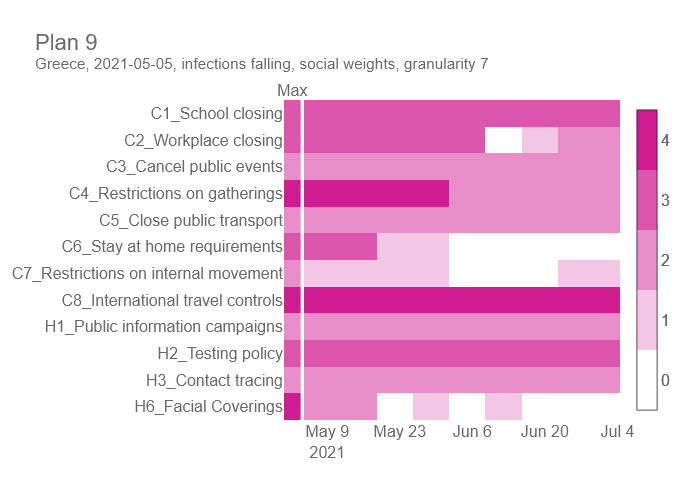 Plan 9
Greece, 2021-05-05, infections falling, social weights, granularity 7
Max
C1_School closing
C2_Workplace closing
C3_Cancel public events
C4_Restrictions on gatherings
C5_Close public transport
C6_Stay at home requirements
C7_Restrictions on internal movement
C8_International travel controls
H1_Public information campaigns
H2_Testing policy
H3_Contact tracing
H6_Facial Coverings
4
3
2
1
0
May 9 May 23 Jun 6 Jun 20 Jul 4
2021